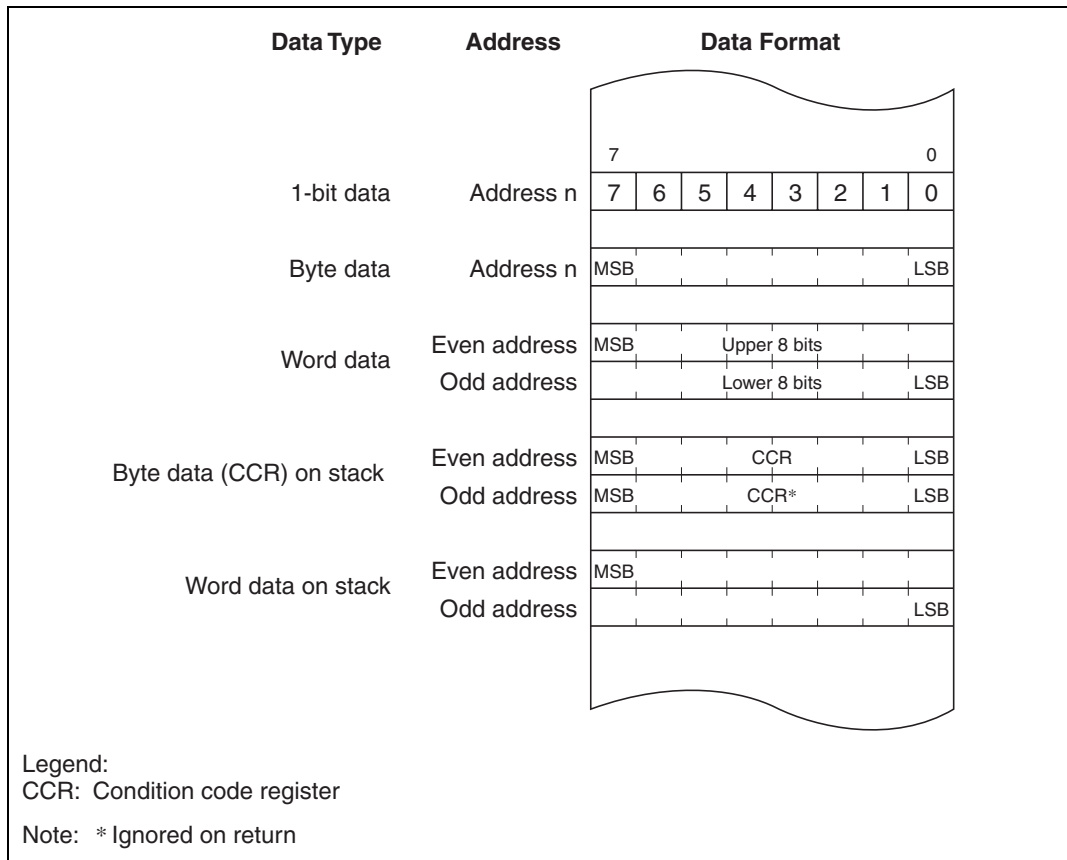 Data Type Address Data Format
7 0
1-bit data Address n 7 6 5 4 3 2 1 0
Byte data Address n MSB LSB
Word data
Even address MSB Upper 8 bits
Odd address Lower 8 bits LSB
Byte data (CCR) on stack
Even address MSB CCR LSB
Odd address MSB CCR* LSB
Word data on stack
Even address MSB
Odd address LSB
Legend:
CCR: Condition code register
Note: * Ignored on return